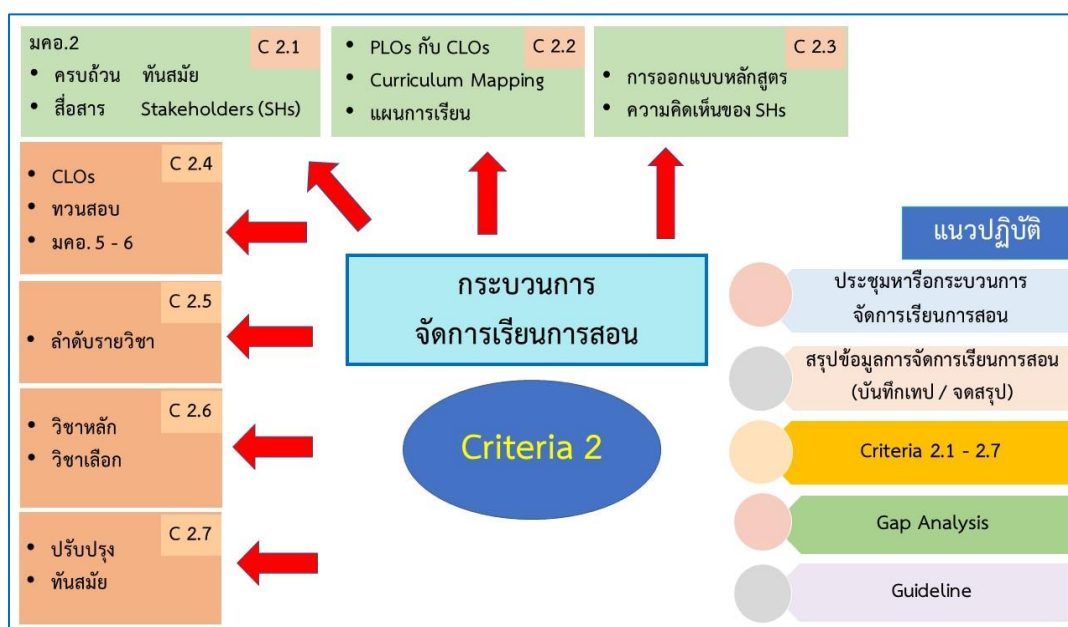 มคอ.2
C 2.1
• ครบถ้วน ทันสมัย
• สื่อสาร Stakeholders (SHs)
• PLOs กับ CLOs
C 2.2
• Curriculum Mapping
• แผนการเรียน
C 2.3
• การออกแบบหลักสูตร
• ความคิดเห็นของ SHs
C 2.4
• CLOs
• ทวนสอบ
• มคอ. 5 - 6
C 2.5
• ลำดับรายวิชา
C 2.6
• วิชาหลัก
• วิชาเลือก
C 2.7
• ปรับปรุง
• ทันสมัย
กระบวนการ
จัดการเรียนการสอน
Criteria 2
แนวปฏิบัติ
ประชุมหารือกระบวนการ
จัดการเรียนการสอน
สรุปข้อมูลการจัดการเรียนการสอน
(บันทึกเทป / จดสรุป)
Criteria 2.1 - 2.7
Gap Analysis
Guideline